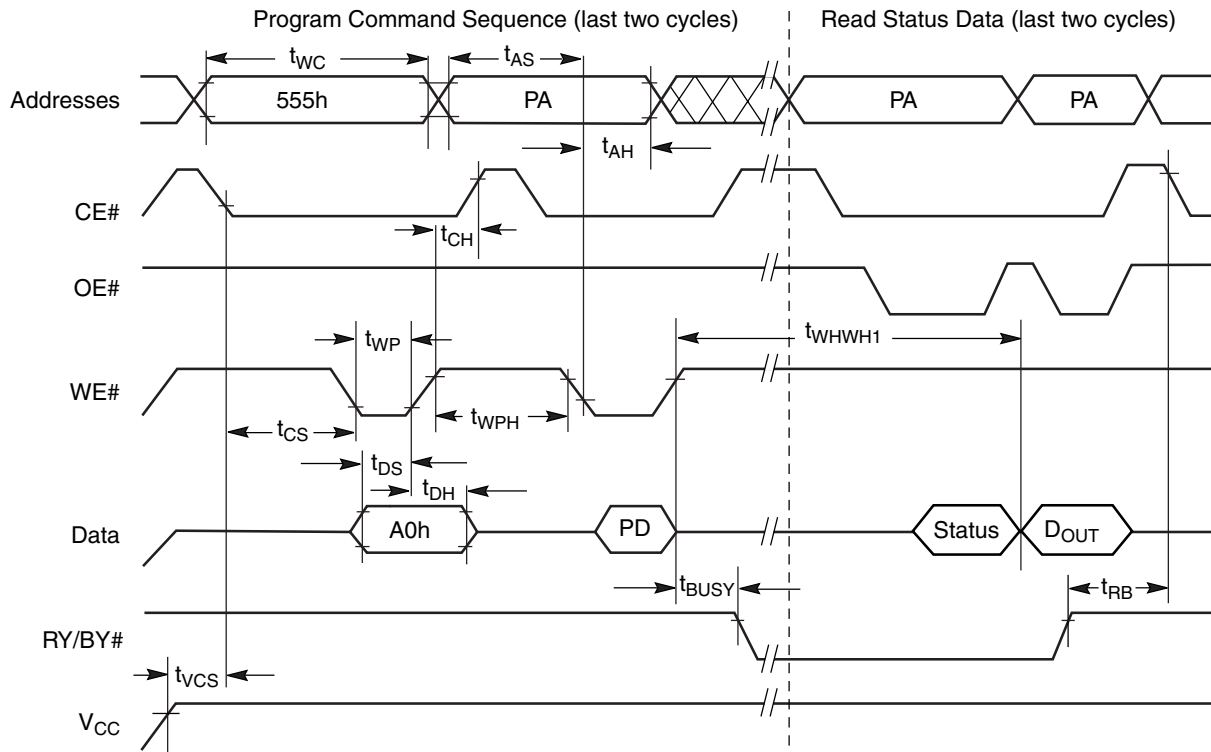 Program Command Sequence (last two cycles)
Read Status Data (last two cycles)
tWC
tAS
Addresses
555h
PA
PA
PA
tAH
CE#
tCH
OE#
tWP
tWHWH1
WE#
tCS
tWPH
tDS
tDH
Data
A0h
PD
Status
DOUT
tBUSY
tRB
RY/BY#
tVCS
VCC